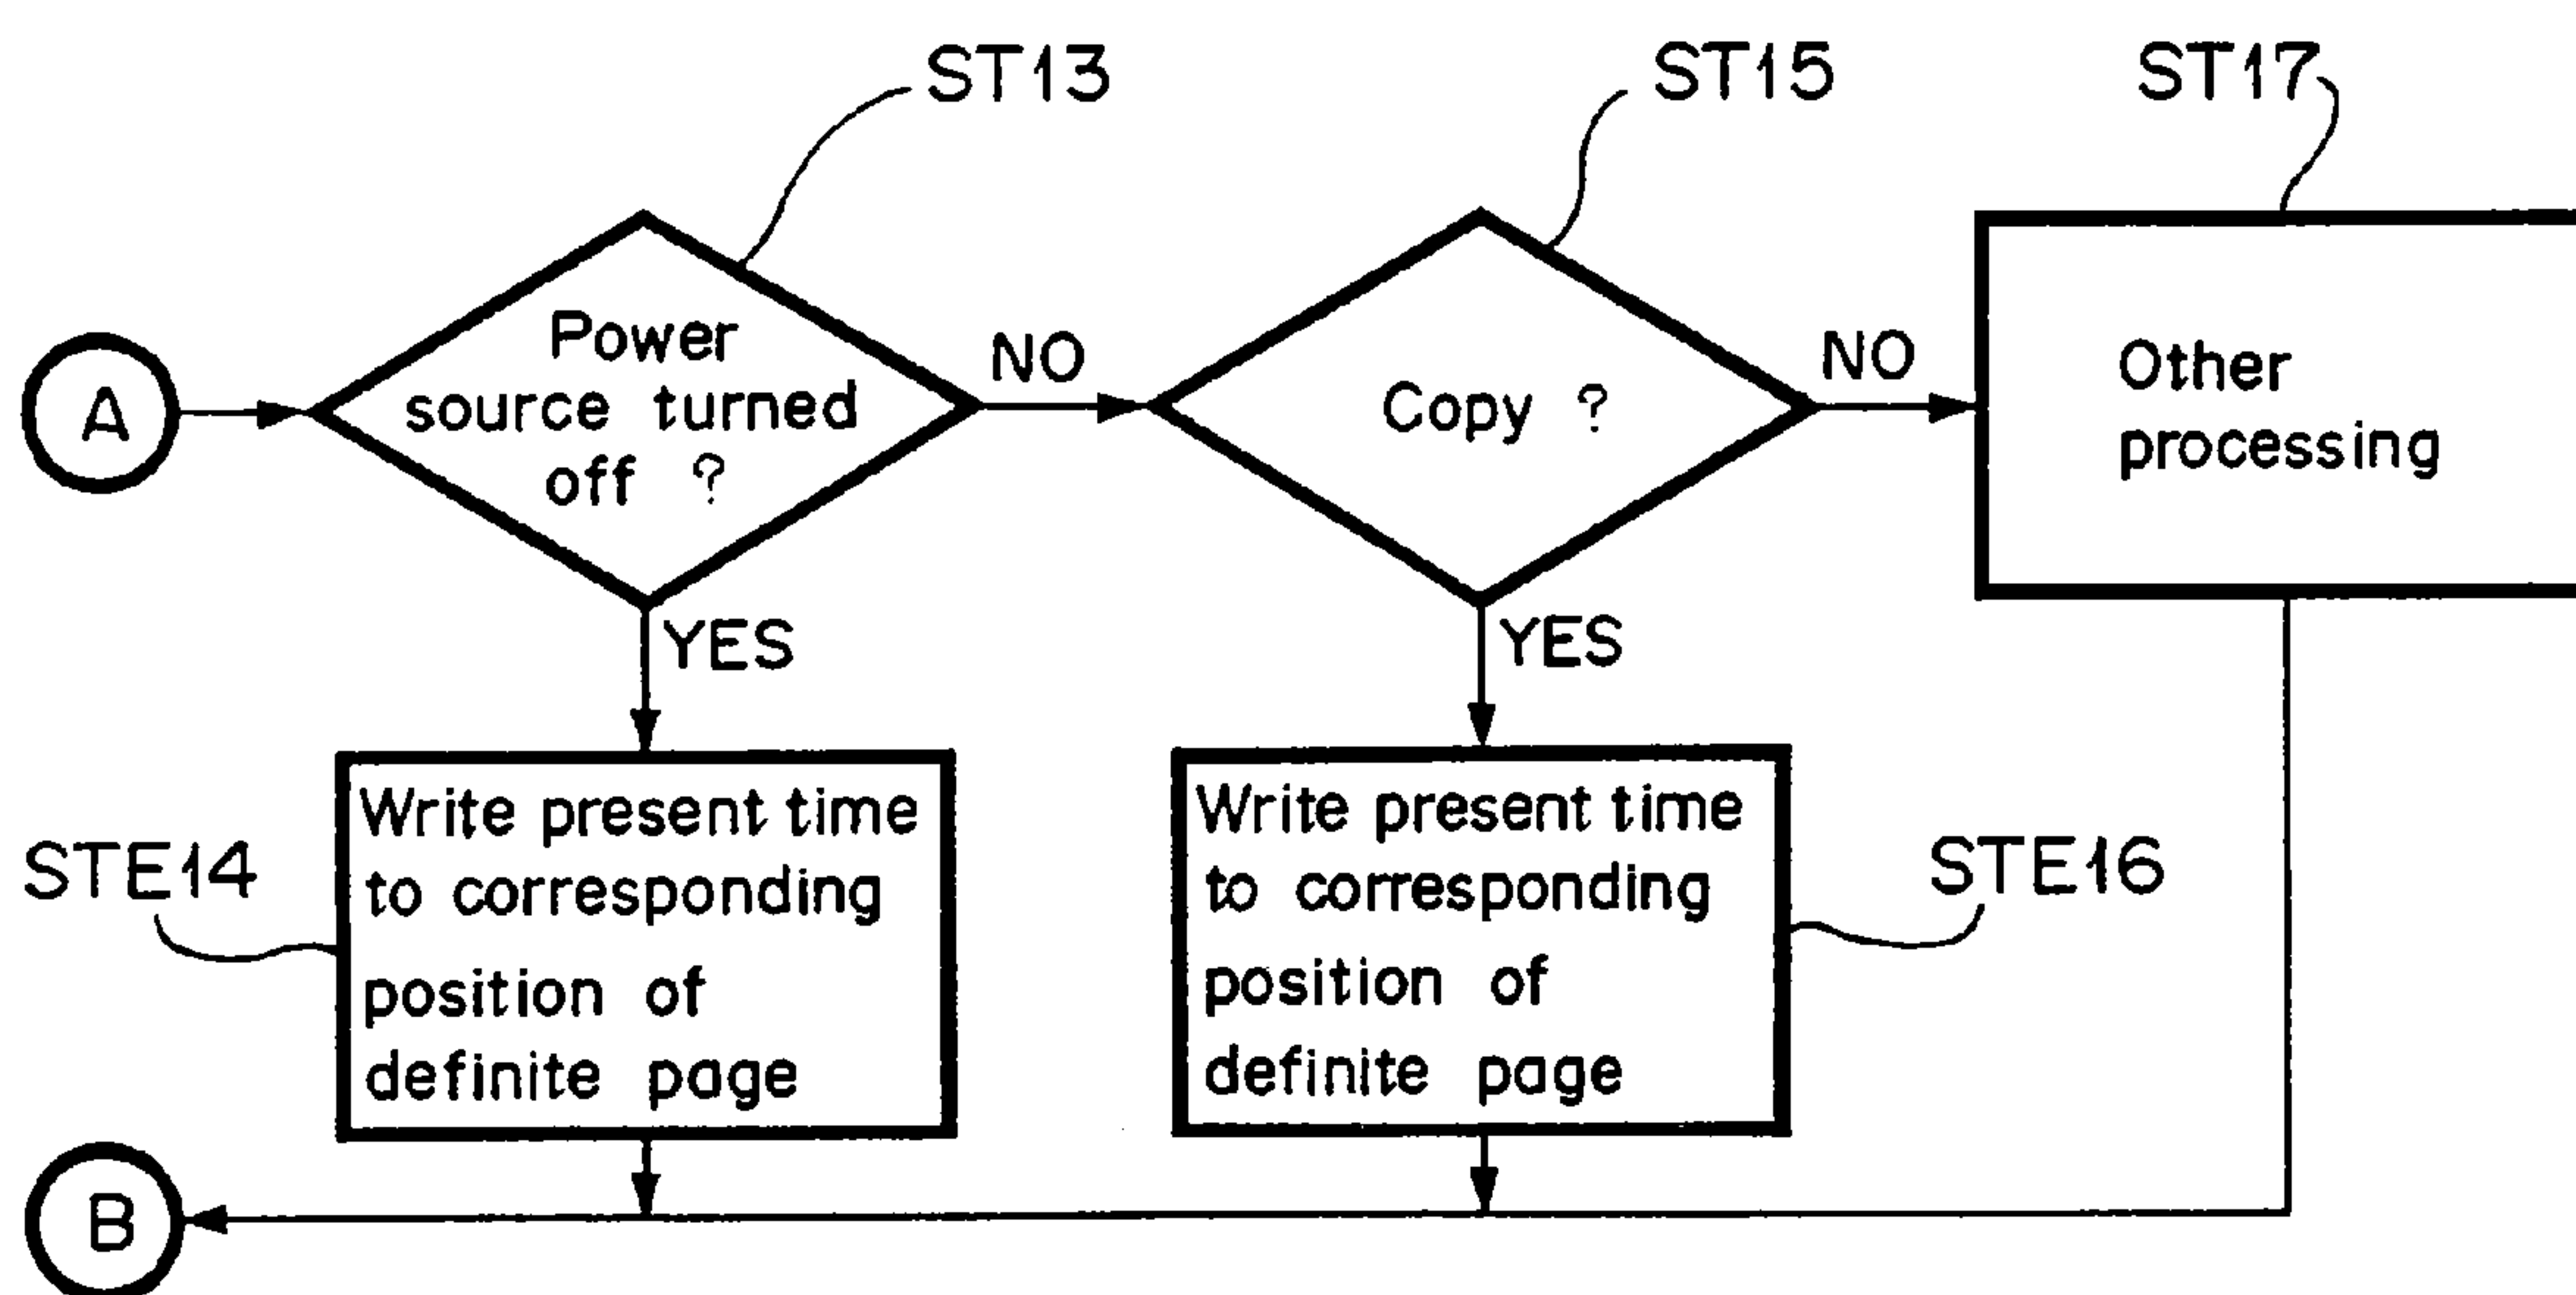 ST13
ST15
ST17
A
Power
source turned
off ?
NO
Copy ?
NO
Other
processing
YES
YES
STE14
Write present time
to corresponding
position of
definite page
Write present time
to corresponding
position of
definite page
STE16
B